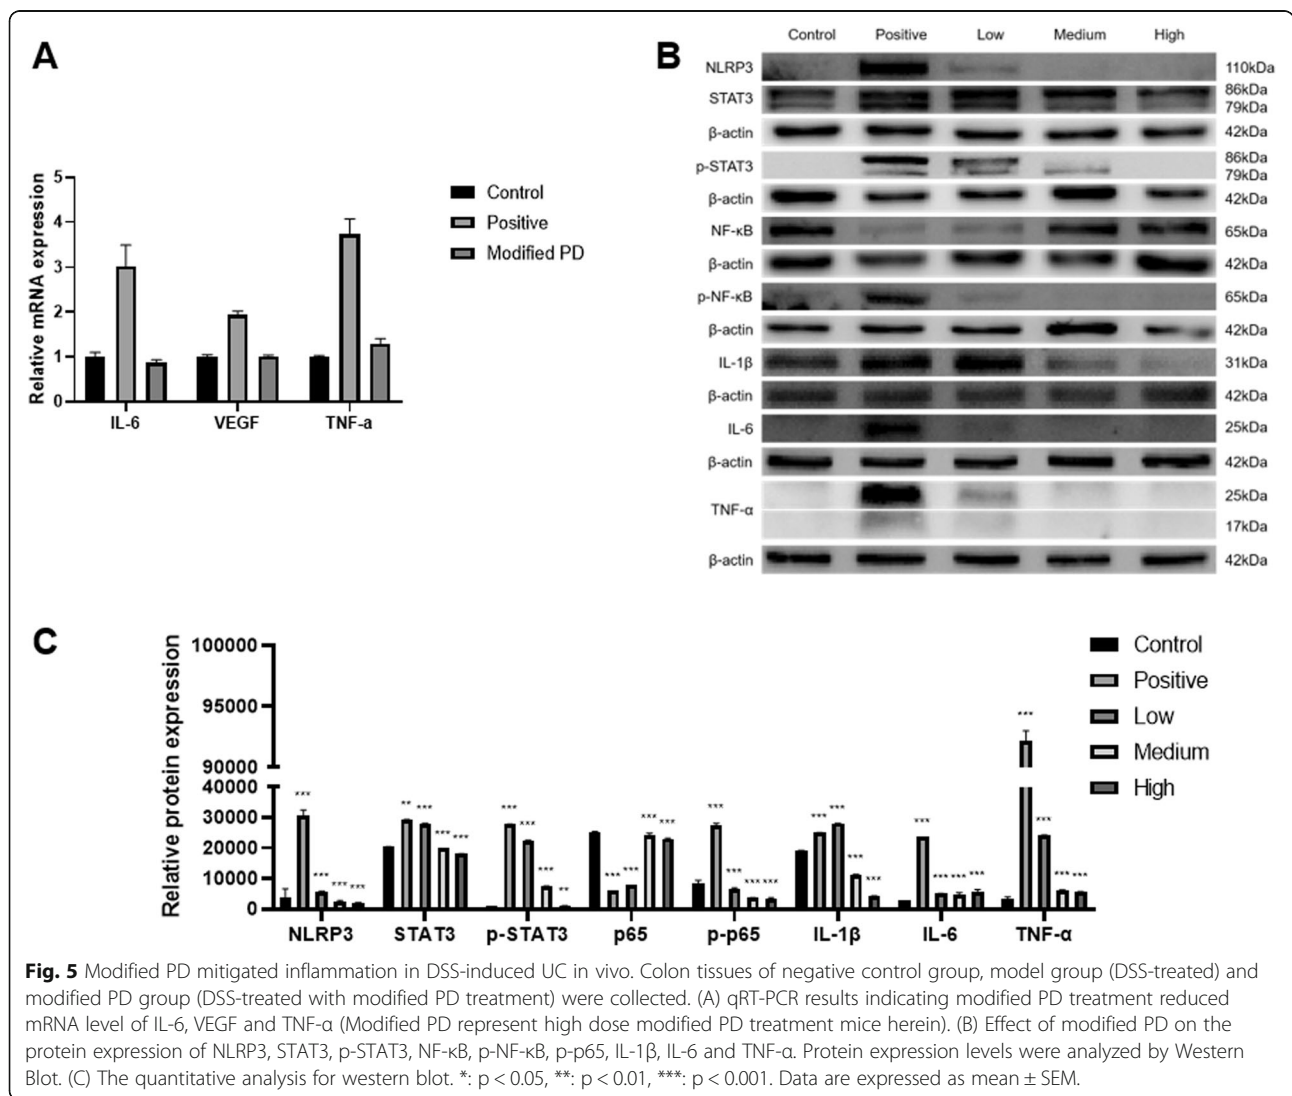 A
Relative mRNA expression
5
4
3
2
1
0
IL-6 VEGF TNF-a
Control
Positive
Modified PD
B
Control Positive Low Medium High
NLRP3 110kDa
STAT3 86kDa
79kDa
β-actin 42kDa
p-STAT3 86kDa
79kDa
β-actin 42kDa
NF-κB 65kDa
β-actin 42kDa
p-NF-κB 65kDa
β-actin 42kDa
IL-1β 31kDa
β-actin 42kDa
IL-6 25kDa
β-actin 42kDa
TNF-α 25kDa
17kDa
β-actin 42kDa
C
Relative protein expression
100000
95000
90000
40000
30000
20000
10000
0
*** *** *** ***
** *** *** ***
*** *** *** **
*** *** *** ***
*** *** *** ***
*** *** *** ***
*** *** *** ***
*** *** *** ***
NLRP3 STAT3 p-STAT3 p65 p-p65 IL-1β IL-6 TNF-α
Control
Positive
Low
Medium
High
Fig. 5 Modified PD mitigated inflammation in DSS-induced UC in vivo. Colon tissues of negative control group, model group (DSS-treated) and
modified PD group (DSS-treated with modified PD treatment) were collected. (A) qRT-PCR results indicating modified PD treatment reduced
mRNA level of IL-6, VEGF and TNF-α (Modified PD represent high dose modified PD treatment mice herein). (B) Effect of modified PD on the
protein expression of NLRP3, STAT3, p-STAT3, NF-κB, p-NF-κB, p-p65, IL-1β, IL-6 and TNF-α. Protein expression levels were analyzed by Western
Blot. (C) The quantitative analysis for western blot. *: p < 0.05, **: p < 0.01, ***: p < 0.001. Data are expressed as mean ± SEM.